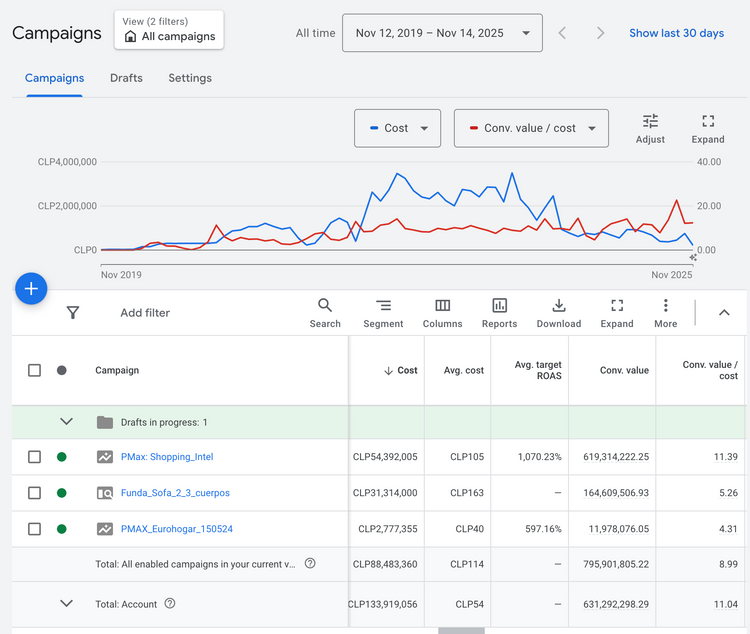 Campaigns
View (2 filters)
All campaigns
All time
Nov 12, 2019 – Nov 14, 2025
Show last 30 days
Campaigns
Drafts
Settings
Cost
Conv. value / cost
Adjust
Expand
CLP4,000,000
40.00
CLP2,000,000
20.00
CLP0
0.00
Nov 2019
Nov 2025
Add filter
Search
Segment
Columns
Reports
Download
Expand
More
Campaign
Cost
Avg. cost
Avg. target
ROAS
Conv. value
Conv. value /
cost
Drafts in progress: 1
PMax: Shopping_Intel
CLP54,392,005
CLP105
1,070.23%
619,314,222.25
11.39
Funda_Sofa_2_3_cuerpos
CLP31,314,000
CLP163
–
164,609,506.93
5.26
PMAX_Eurohogar_150524
CLP2,777,355
CLP40
597.16%
11,978,076.05
4.31
Total: All enabled campaigns in your current v...
CLP88,483,360
CLP114
–
795,901,805.22
8.99
Total: Account
CLP133,919,056
CLP54
–
631,292,298.29
11.04